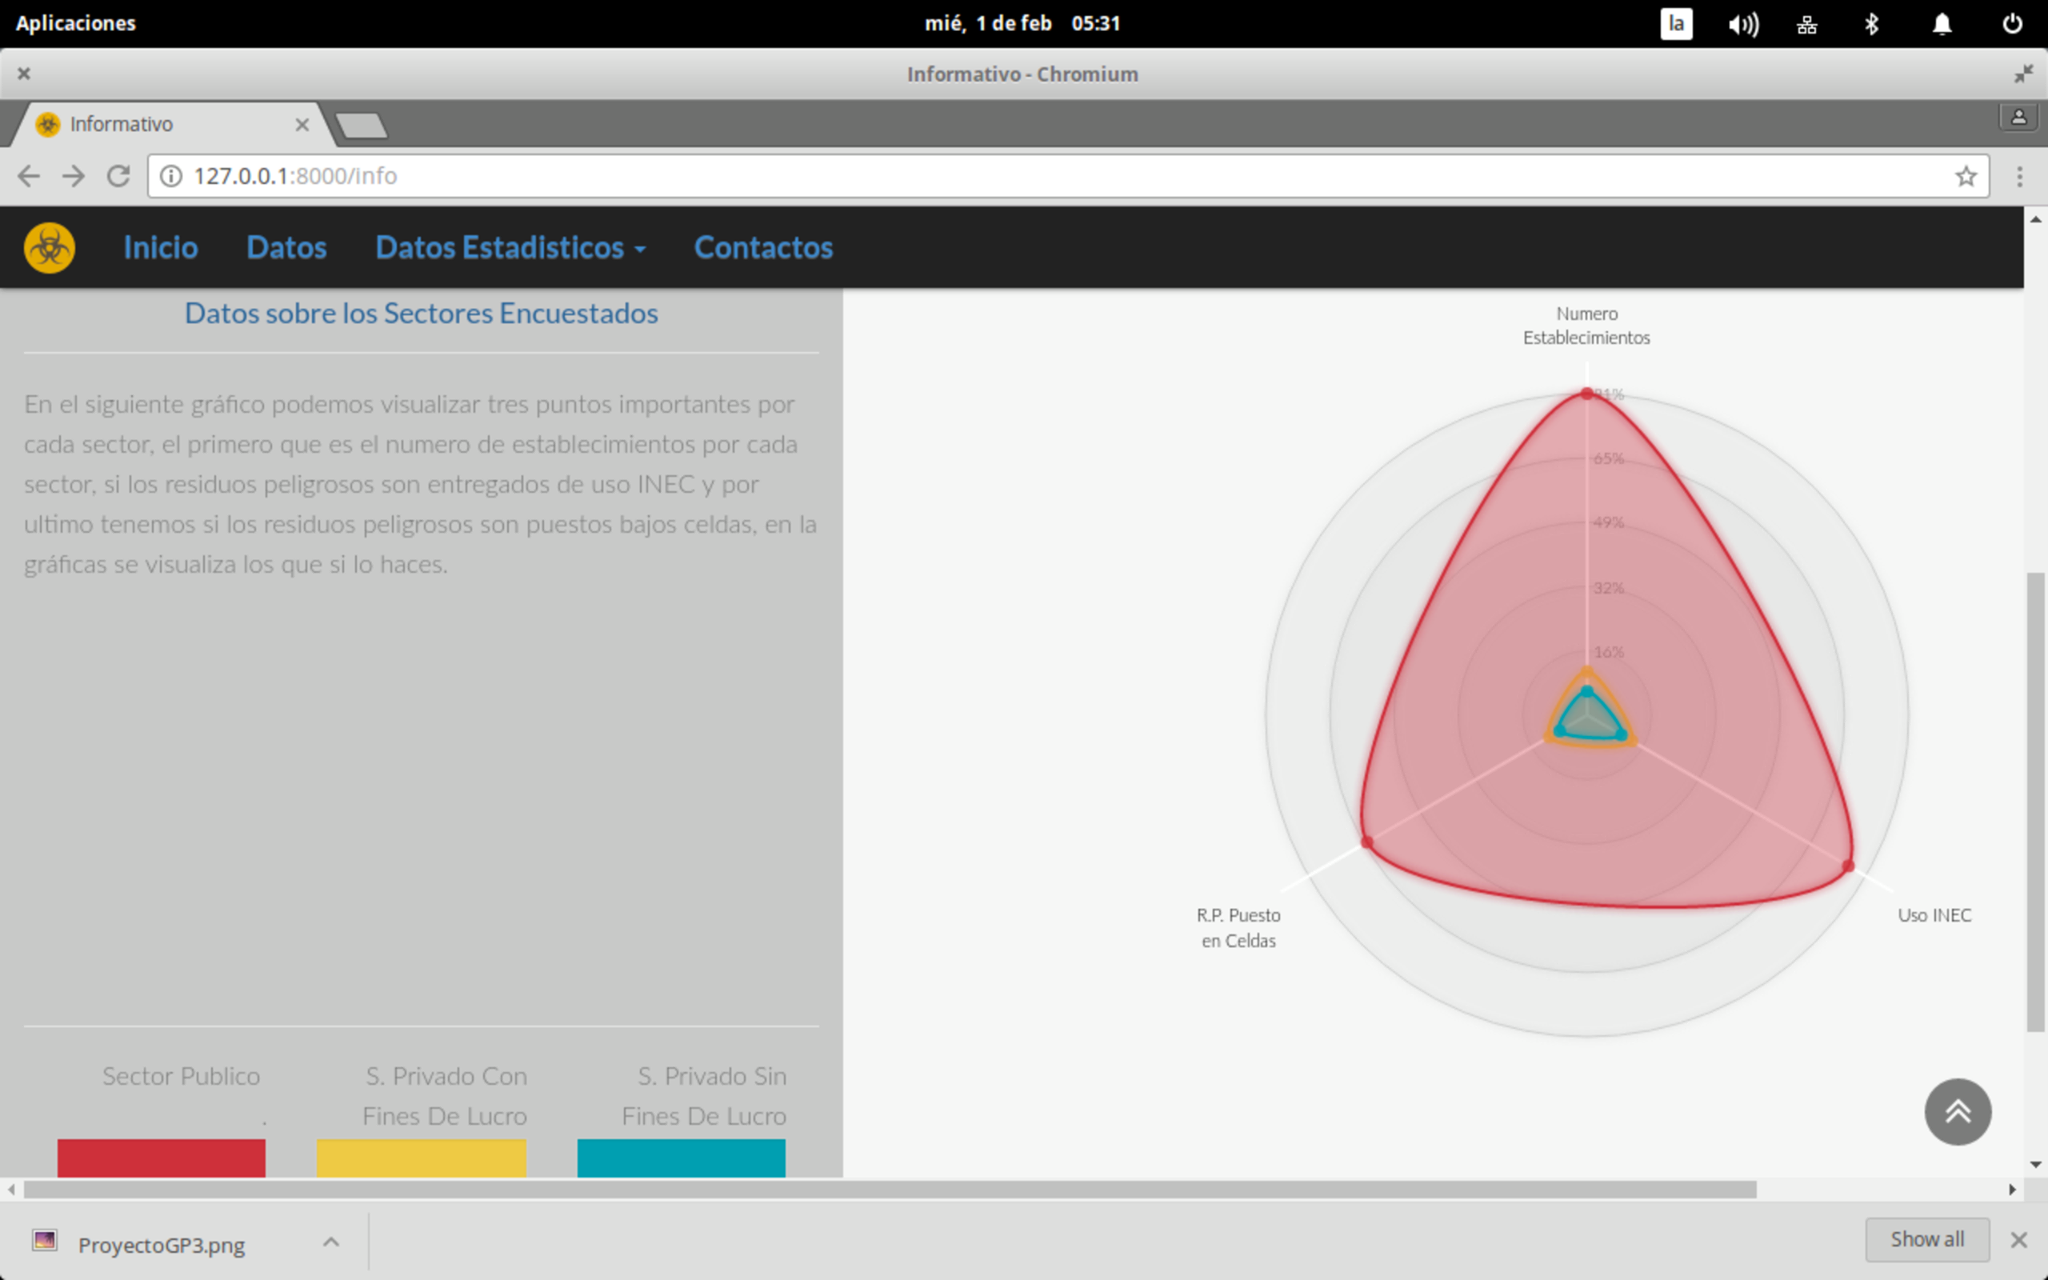 Aplicaciones
mié, 1 de feb 05:31
la
Informativo - Chromium
Informativo
127.0.0.1:8000/info
Inicio
Datos
Datos Estadisticos
Contactos
Datos sobre los Sectores Encuestados
En el siguiente gráfico podemos visualizar tres puntos importantes por
cada sector, el primero que es el numero de establecimientos por cada
sector, si los residuos peligrosos son entregados de uso INEC y por
ultimo tenemos si los residuos peligrosos son puestos bajos celdas, en la
gráficas se visualiza los que si lo haces.
Sector Publico
.
S. Privado Con
Fines De Lucro
S. Privado Sin
Fines De Lucro
Numero
Establecimientos
81%
65%
49%
32%
16%
R.P. Puesto
en Celdas
Uso INEC
ProyectoGP3.png
Show all